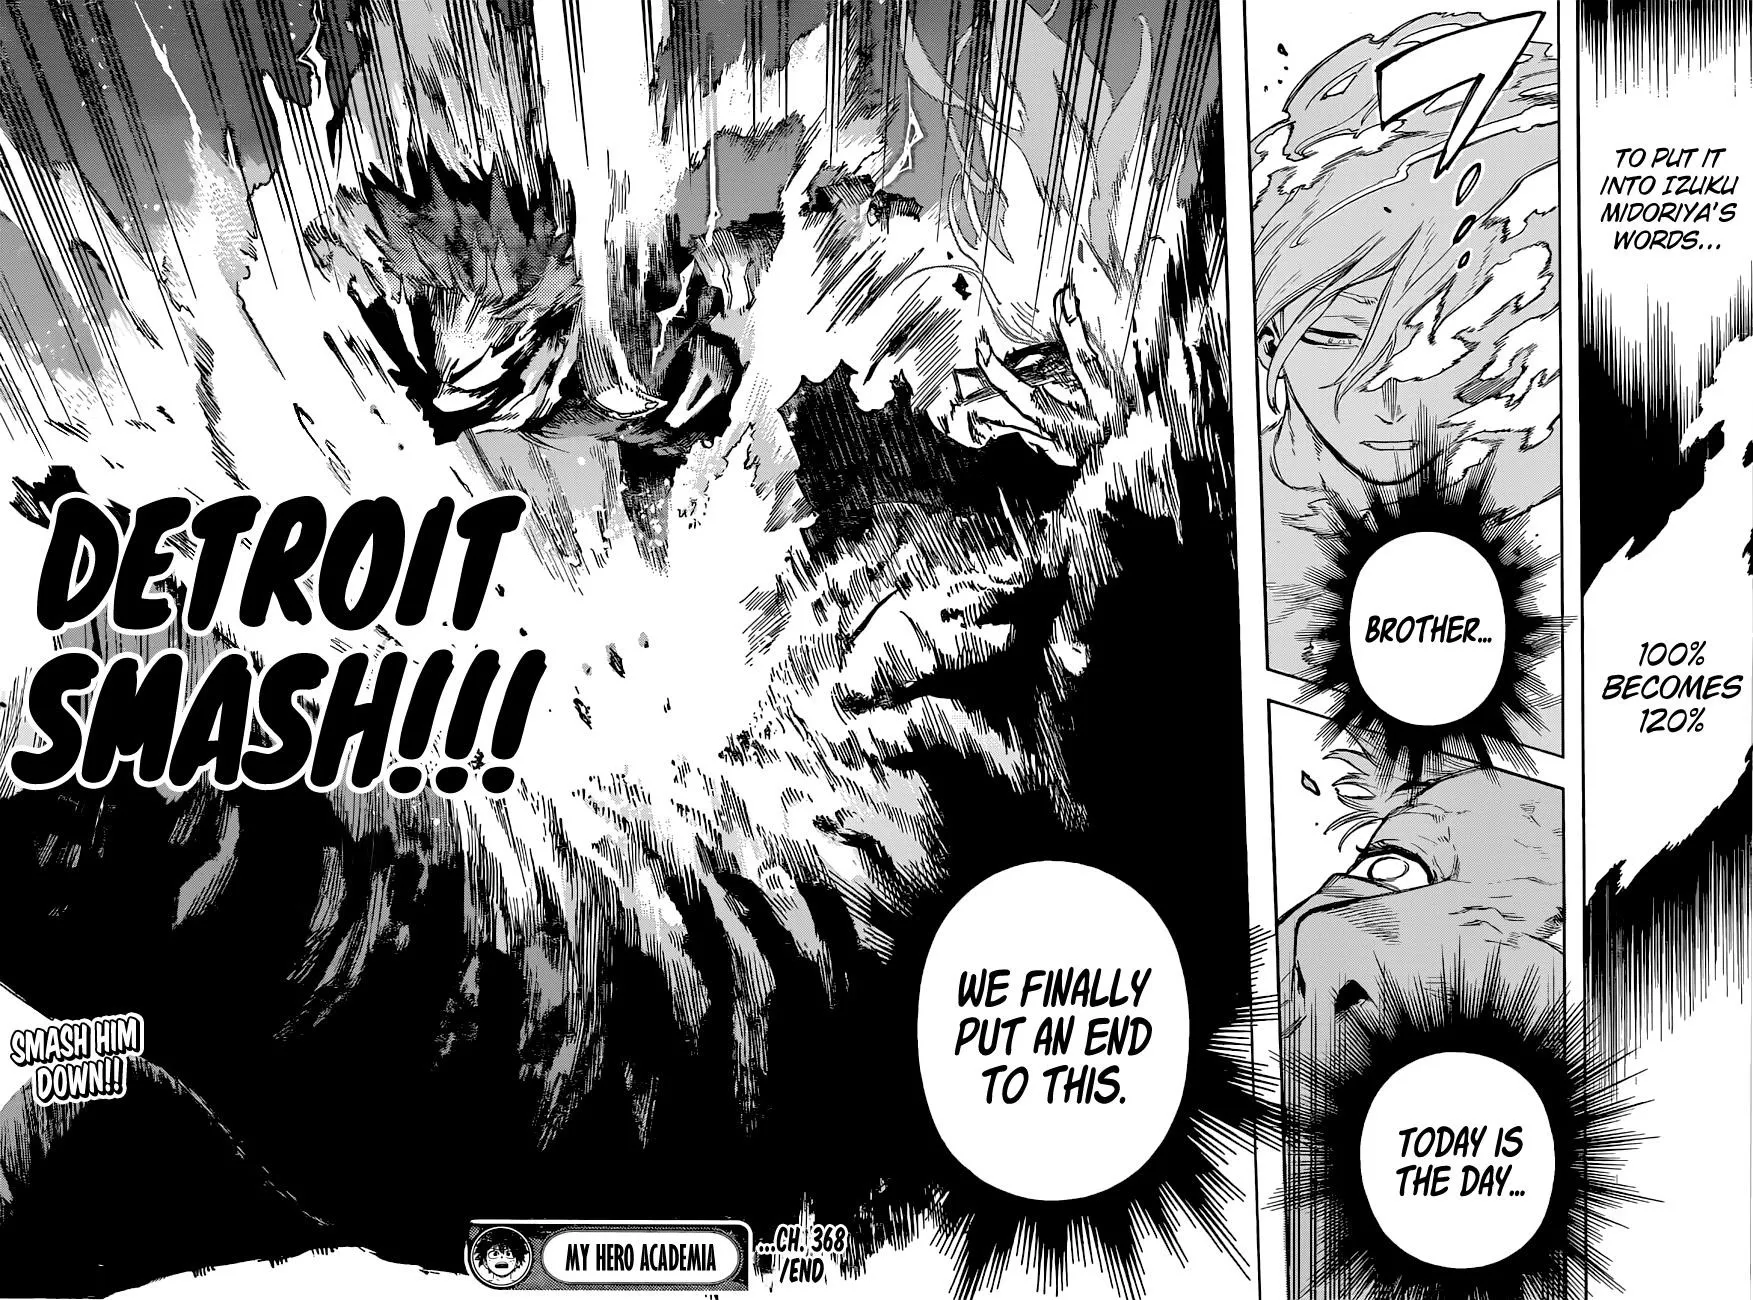 TO PUT IT
INTO IZUKU
MIDORIYA'S
WORDS...
100%
BECOMES
120%
BROTHER...
TODAY IS
THE DAY...
WE FINALLY
PUT AN END
TO THIS.
DETROIT
SMASH!!!
SMASH HIM
DOWN!!
MY HERO ACADEMIA
...CH. 368
/END